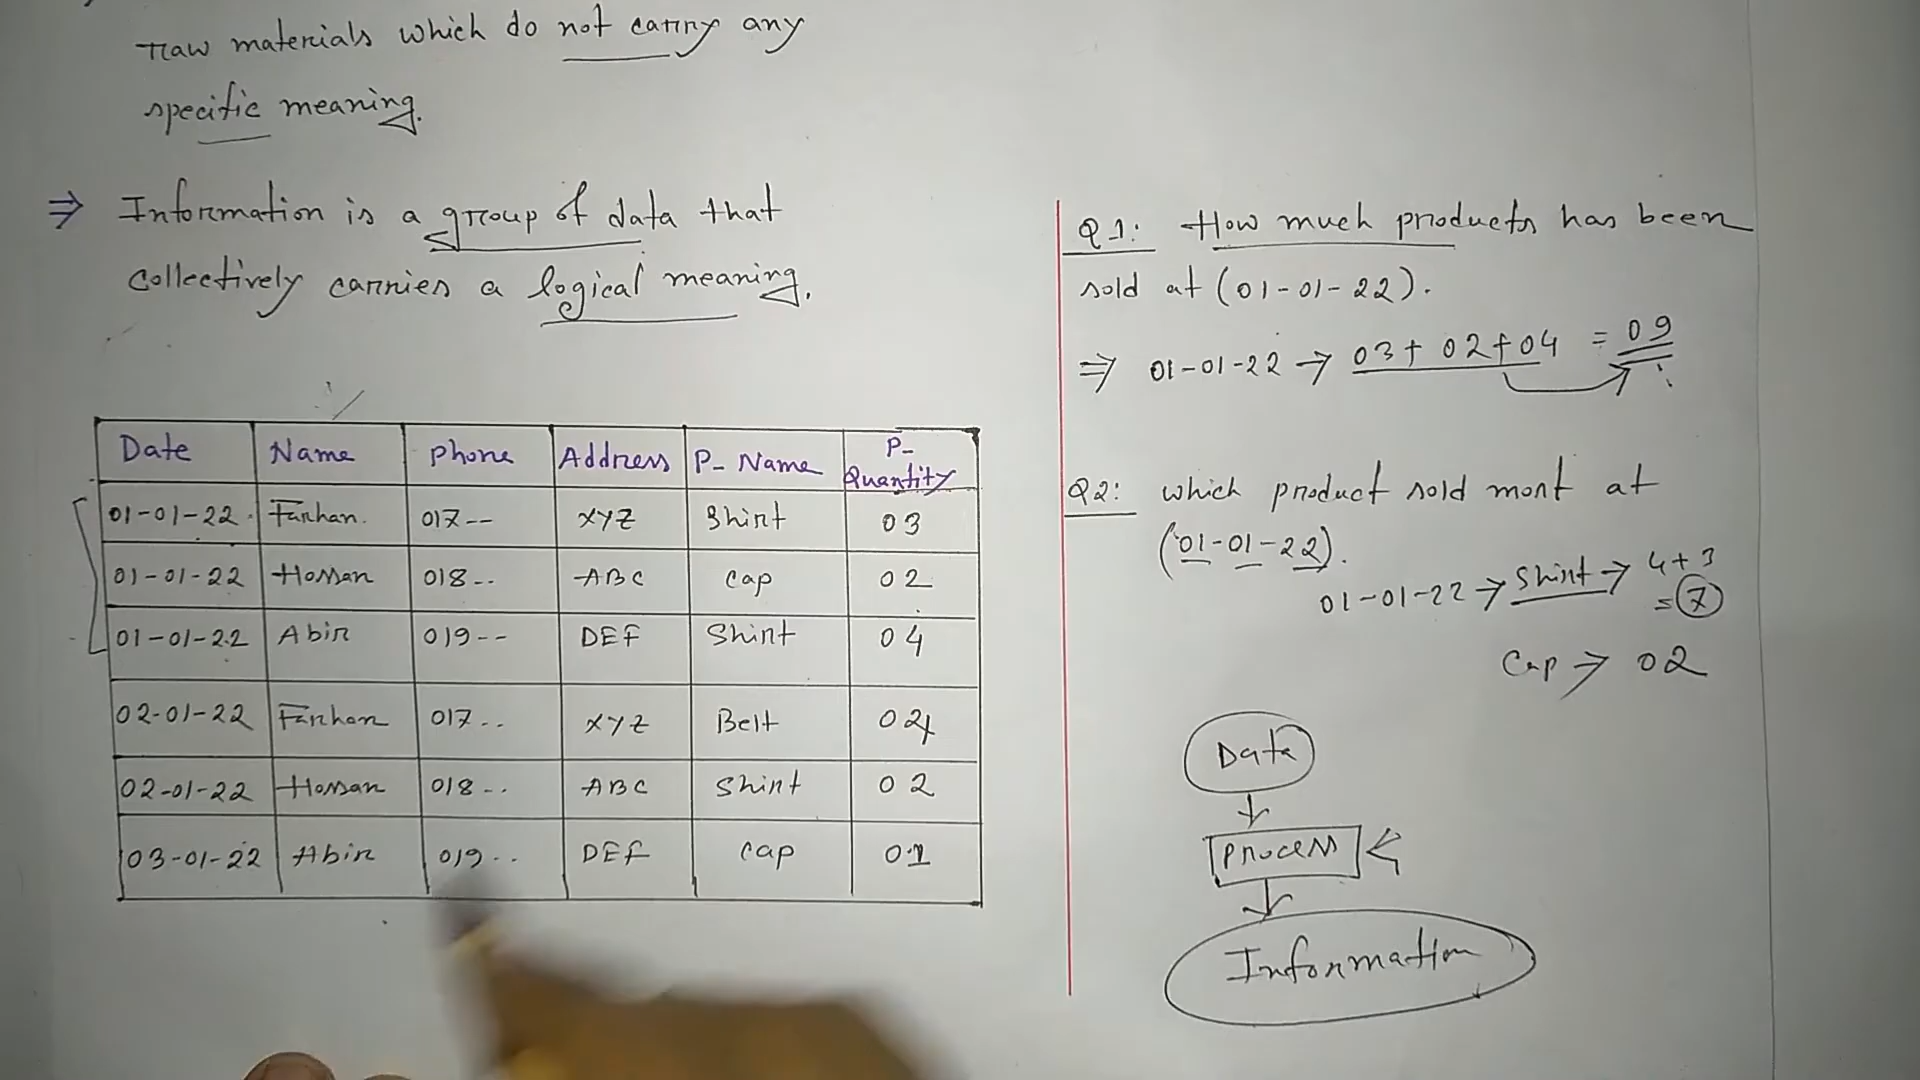 raw materials which do not carry any
specific meaning.
⇒ Information is a group of data that
collectively carries a logical meaning.
Date Name Phone Address P- Name P- Quantity
01-01-22 Farhan. 017-- XYZ Shirt 03
01-01-22 Hossan 018-- ABC Cap 02
01-01-22 Abir 019-- DEF Shirt 04
02-01-22 Farhan 017-- XYZ Belt
02-01-22 Hossan 018-- ABC Shirt 02
03-01-22 Abir 019-- DEF Cap 01
Q1: How much products has been
sold at (01-01-22).
⇒ 01-01-22 → 03 + 02 + 04 = 09
Q2: which product sold most at
(01-01-22).
01-01-22 → Shirt → 4+3
= 7
Cap → 02
Data
Process
Information